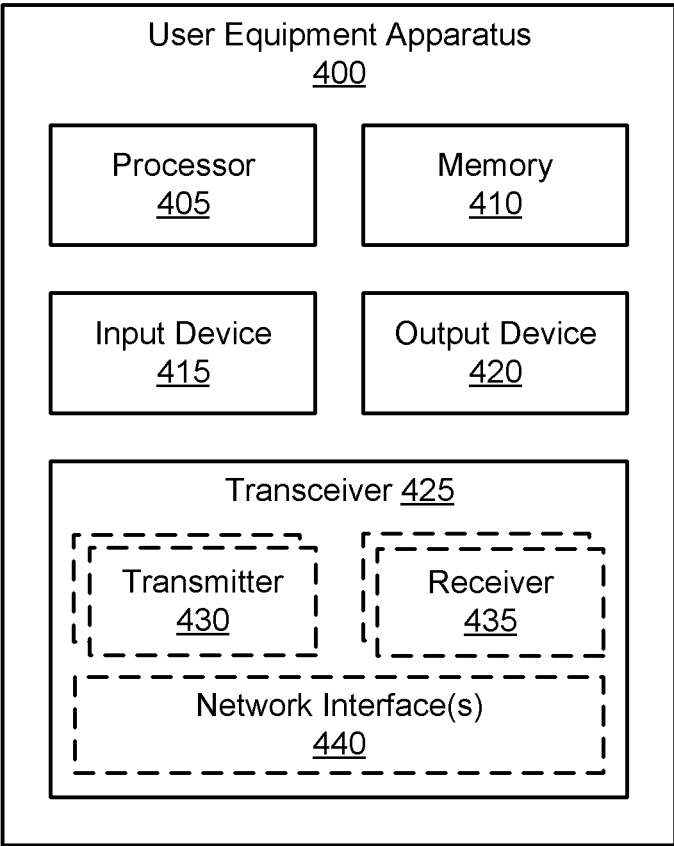 User Equipment Apparatus
400
Processor
405
Memory
410
Input Device
415
Output Device
420
Transceiver 425
Transmitter
430
Receiver
435
Network Interface(s)
440